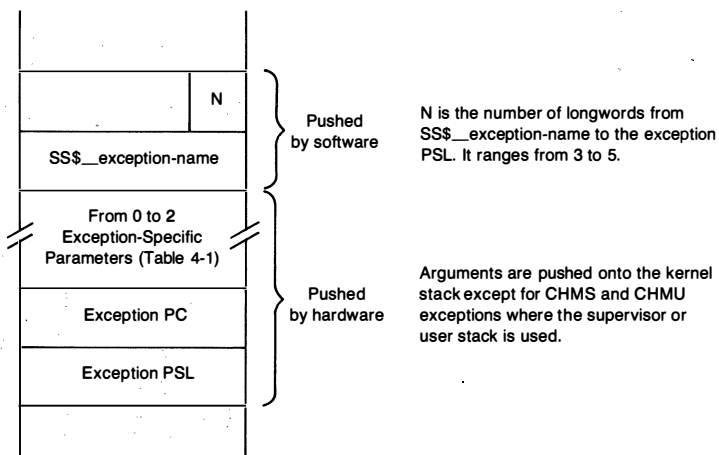 N
SS$__exception-name
From 0 to 2
Exception-Specific
Parameters (Table 4-1)
Exception PC
Exception PSL
Pushed
by software
Pushed
by hardware
N is the number of longwords from
SS$__exception-name to the exception
PSL. It ranges from 3 to 5.
Arguments are pushed onto the kernel
stack except for CHMS and CHMU
exceptions where the supervisor or
user stack is used.